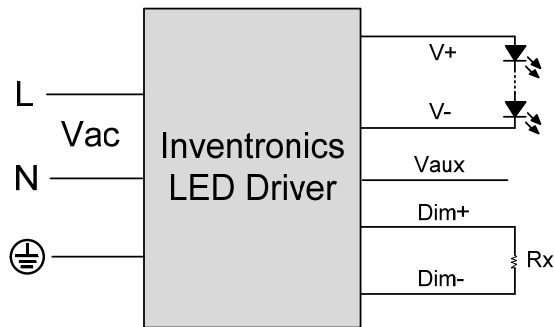 L
Vac
N
Inventronics
LED Driver
V+
V-
Vaux
Dim+
Rx
Dim-